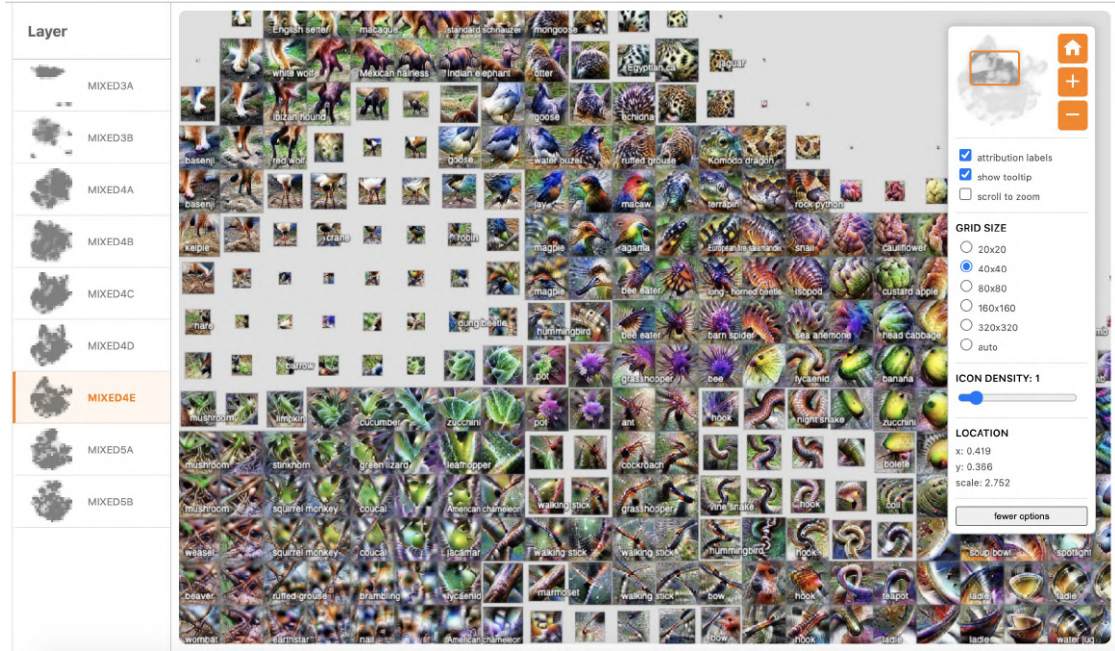 Layer
MIXED3A
MIXED3B
MIXED4A
MIXED4B
MIXED4C
MIXED4D
MIXED4E
MIXED5A
MIXED5B
English setter macaque standard schnauzer mongoose
white wolf Mexican hairless Indian elephant otter Egyptian ca jaguar
Ibizan hound goose echidna
basenji red wolf goose water ouzel ruffed grouse Komodo dragon
basenji jay macaw terrapin rock python
kelpie crane robin magpie agama European fire salamander snail cauliflower
magpie bee eater long - horned beetle isopod custard apple
hare dung beetle hummingbird bee eater barn spider sea anemone head cabbage
barrow pot grasshopper bee lycaenid banana
mushroom limpkin cucumber zucchini pot ant hook night snake zucchini
mushroom stinkhorn green lizard leafhopper cockroach bolete
mushroom squirrel monkey coucal American chameleon walking stick grasshopper vine snake hook coil
weasel squirrel monkey coucal jacamar walking stick walking stick hummingbird hook soup bowl spotlight
beaver ruffed grouse brambling lycaenid marmoset walking stick bow hook teapot ladle ladle
wombat earthstar nail American chameleon bow hook ladle ladle water jug
attribution labels
show tooltip
scroll to zoom
GRID SIZE
20x20
40x40
80x80
160x160
320x320
auto
ICON DENSITY: 1
LOCATION
x: 0.419
y: 0.366
scale: 2.752
fewer options